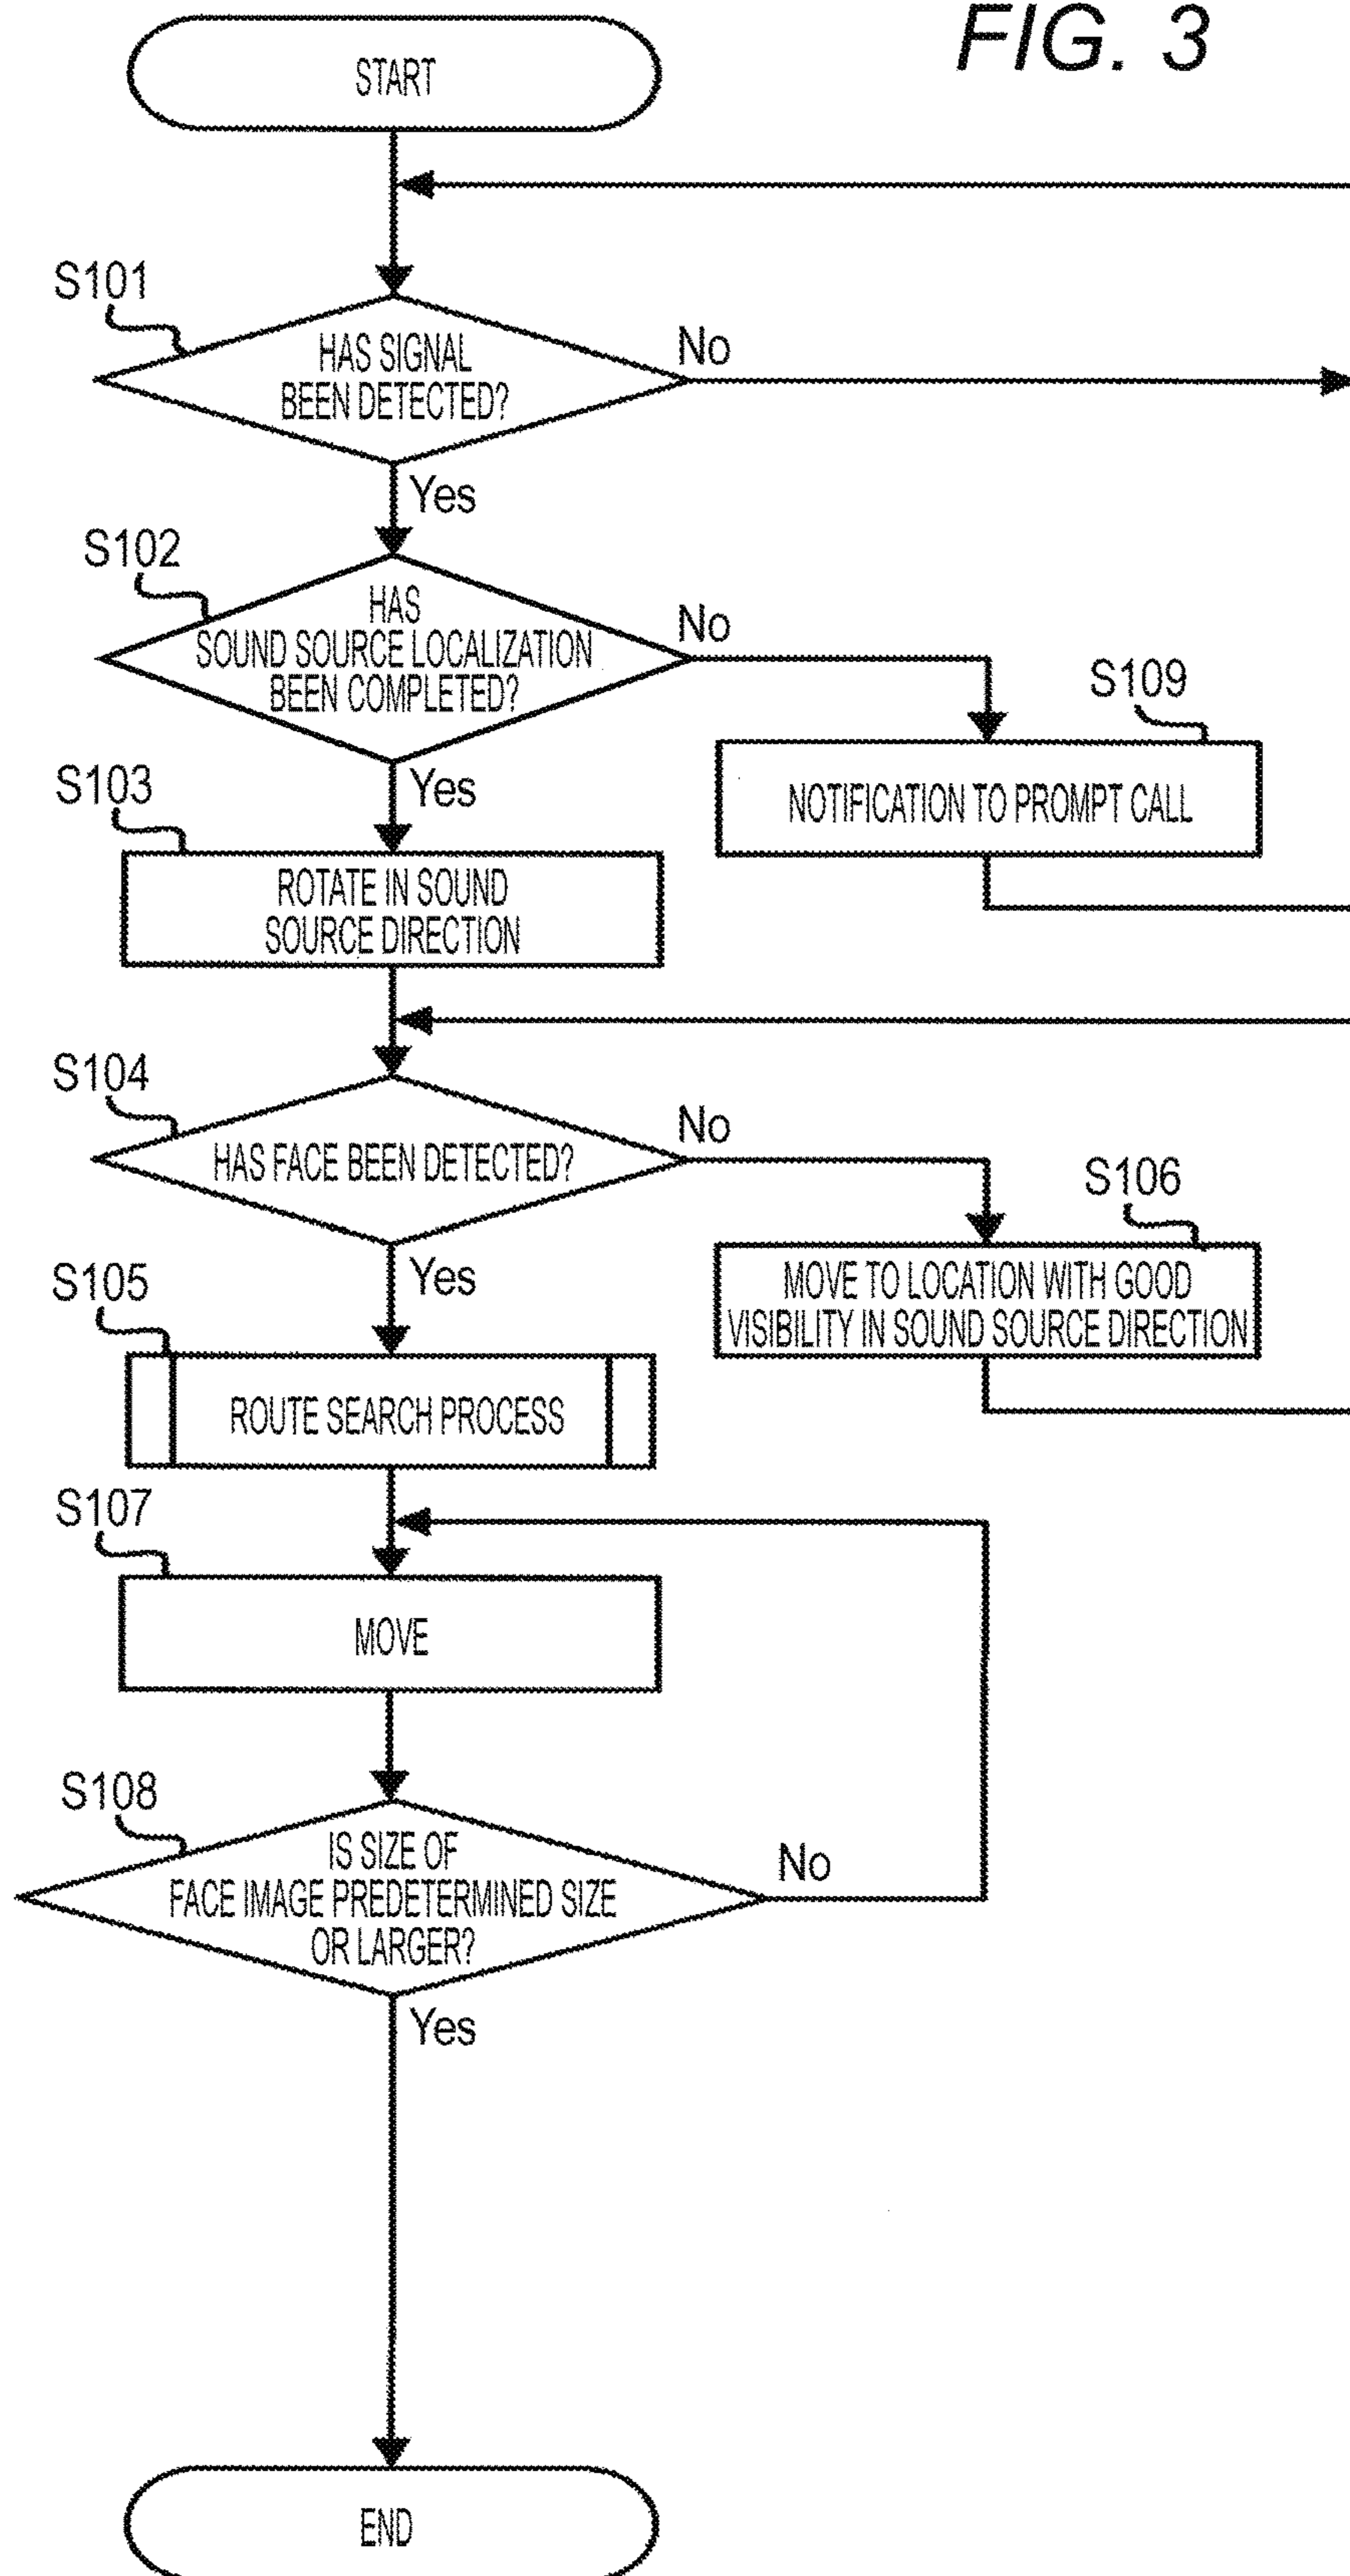 FIG. 3
START
S101
HAS SIGNAL
BEEN DETECTED?
No
Yes
S102
HAS
SOUND SOURCE LOCALIZATION
BEEN COMPLETED?
No
Yes
S109
NOTIFICATION TO PROMPT CALL
S103
ROTATE IN SOUND
SOURCE DIRECTION
S104
HAS FACE BEEN DETECTED?
No
Yes
S106
MOVE TO LOCATION WITH GOOD
VISIBILITY IN SOUND SOURCE DIRECTION
S105
ROUTE SEARCH PROCESS
S107
MOVE
S108
IS SIZE OF
FACE IMAGE PREDETERMINED SIZE
OR LARGER?
No
Yes
END